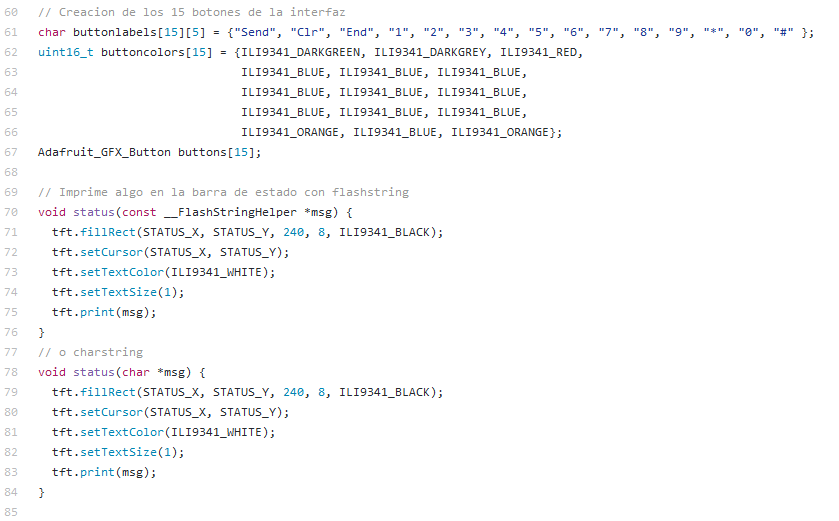 60 // Creacion de los 15 botones de la interfaz
61 char buttonlabels[15][5] = {"Send", "Clr", "End", "1", "2", "3", "4", "5", "6", "7", "8", "9", "*", "0", "#" };
62 uint16_t buttoncolors[15] = {ILI9341_DARKGREEN, ILI9341_DARKGREY, ILI9341_RED,
63                              ILI9341_BLUE, ILI9341_BLUE, ILI9341_BLUE,
64                              ILI9341_BLUE, ILI9341_BLUE, ILI9341_BLUE,
65                              ILI9341_BLUE, ILI9341_BLUE, ILI9341_BLUE,
66                              ILI9341_ORANGE, ILI9341_BLUE, ILI9341_ORANGE};
67 Adafruit_GFX_Button buttons[15];
68
69 // Imprime algo en la barra de estado con flashstring
70 void status(const __FlashStringHelper *msg) {
71   tft.fillRect(STATUS_X, STATUS_Y, 240, 8, ILI9341_BLACK);
72   tft.setCursor(STATUS_X, STATUS_Y);
73   tft.setTextColor(ILI9341_WHITE);
74   tft.setTextSize(1);
75   tft.print(msg);
76 }
77 // o charstring
78 void status(char *msg) {
79   tft.fillRect(STATUS_X, STATUS_Y, 240, 8, ILI9341_BLACK);
80   tft.setCursor(STATUS_X, STATUS_Y);
81   tft.setTextColor(ILI9341_WHITE);
82   tft.setTextSize(1);
83   tft.print(msg);
84 }
85